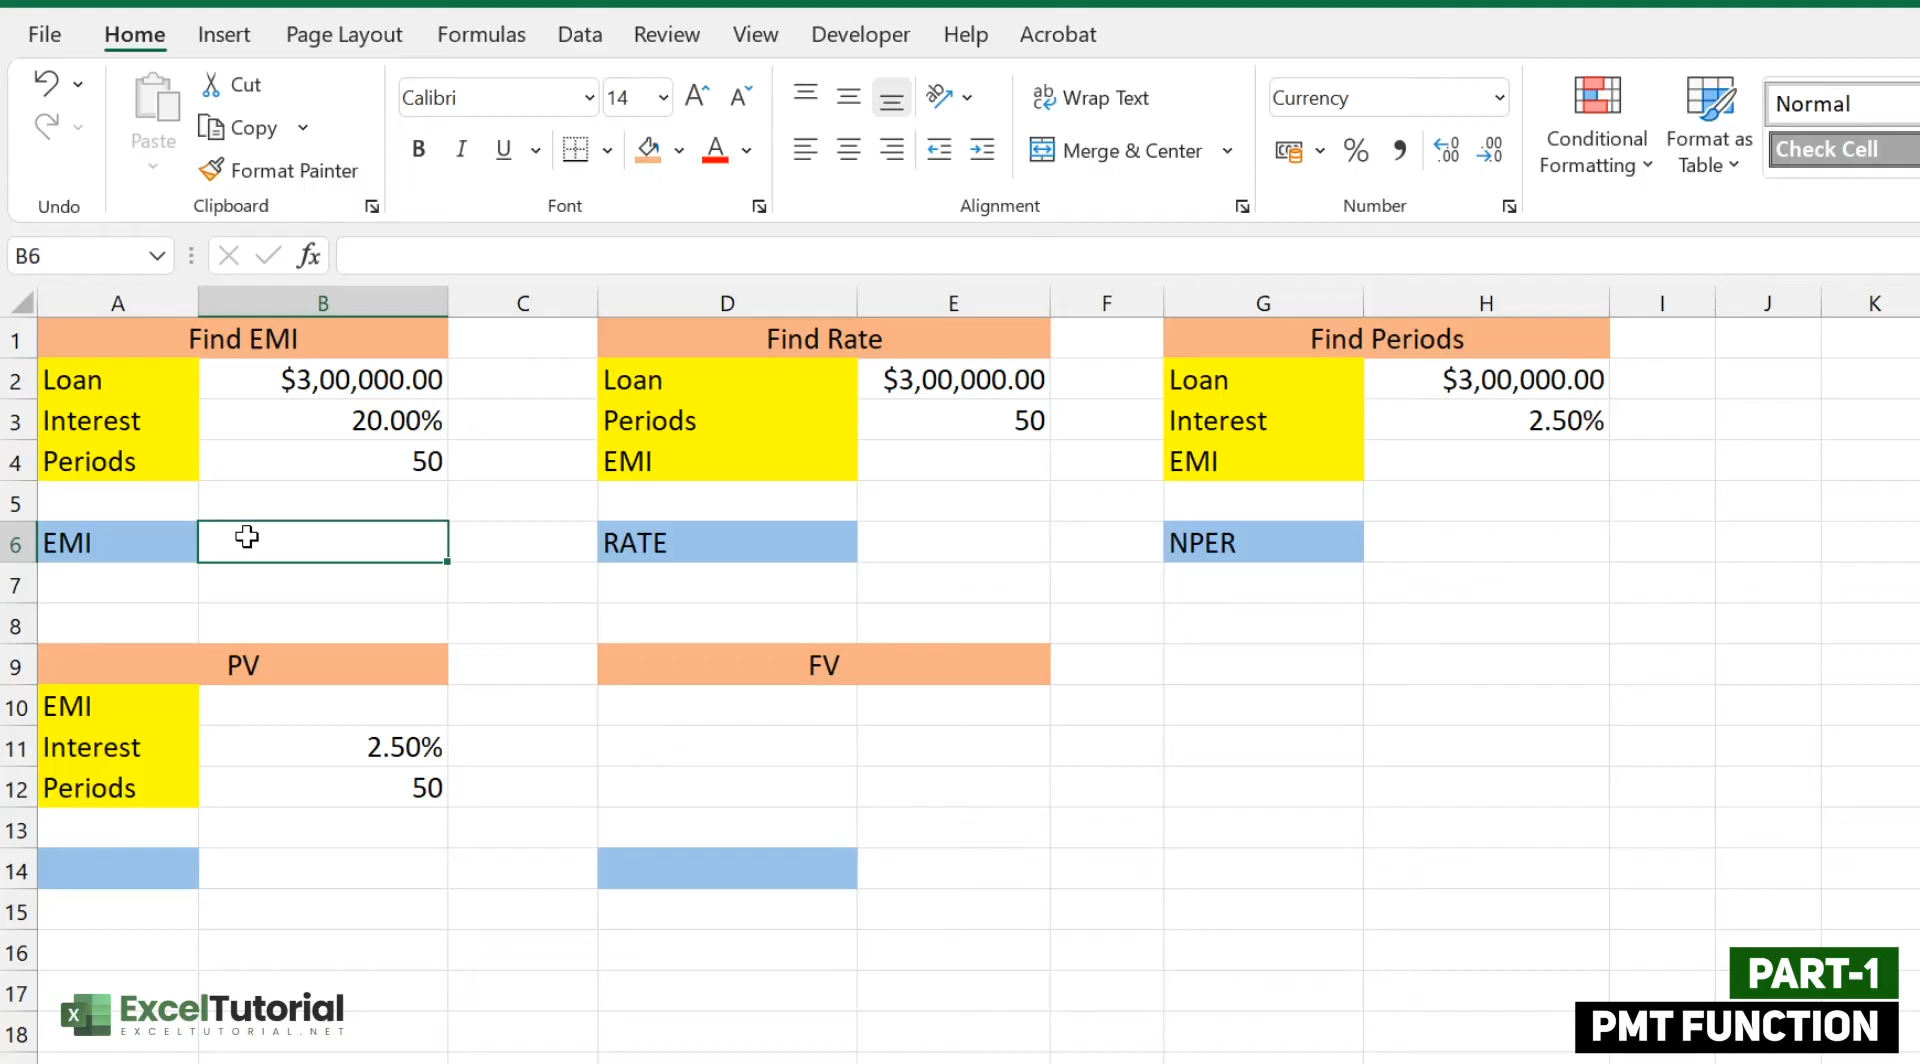 File Home Insert Page Layout Formulas Data Review View Developer Help Acrobat
Paste
Cut
Copy
Format Painter
Calibri 14
B I U
Wrap Text
Merge & Center
Currency
Conditional Formatting
Format as Table
Normal
Check Cell
Undo Clipboard Font Alignment Number
B6 fx
A B C D E F G H I J K
1 Find EMI Find Rate Find Periods
2 Loan $3,00,000.00 Loan $3,00,000.00 Loan $3,00,000.00
3 Interest 20.00% Periods 50 Interest 2.50%
4 Periods 50 EMI EMI
5
6 EMI RATE NPER
7
8
9 PV FV
10 EMI
11 Interest 2.50%
12 Periods 50
13
14
15
16
17
18
ExcelTutorial
EXCELTUTORIAL.NET
PART-1
PMT FUNCTION